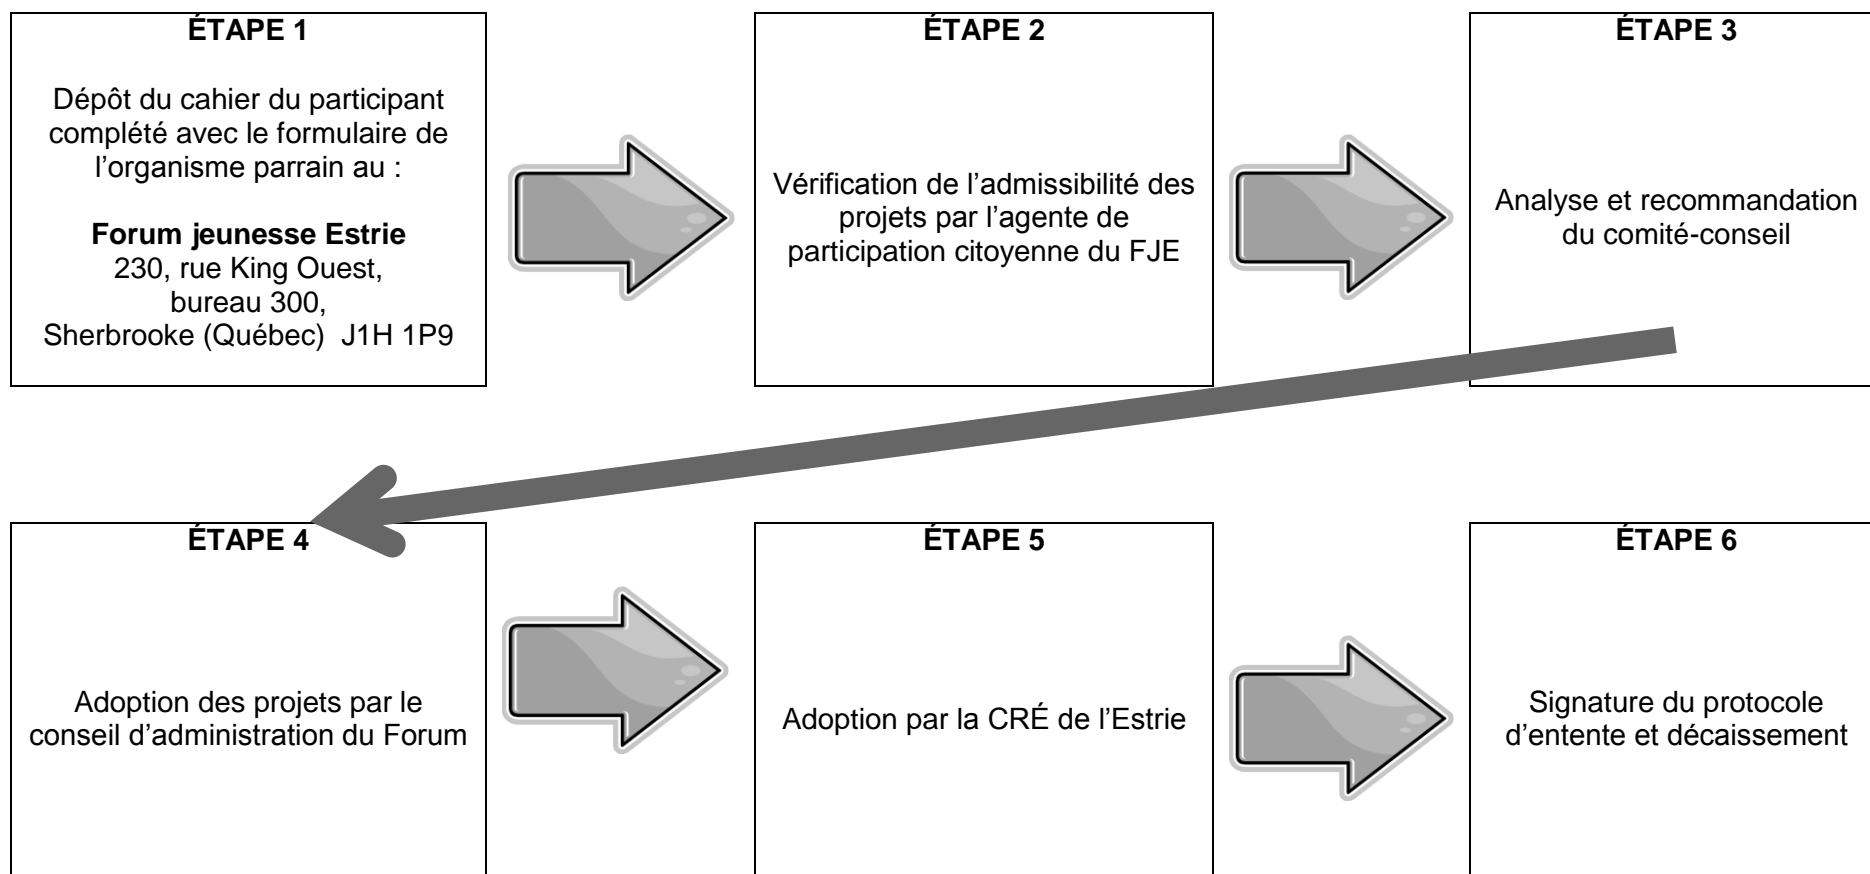 ÉTAPE 1
Dépôt du cahier du participant
complété avec le formulaire de
l’organisme parrain au :
Forum jeunesse Estrie
230, rue King Ouest,
bureau 300,
Sherbrooke (Québec)  J1H 1P9
ÉTAPE 2
Vérification de l’admissibilité des
projets par l’agente de
participation citoyenne du FJE
ÉTAPE 3
Analyse et recommandation
du comité-conseil
ÉTAPE 4
Adoption des projets par le
conseil d’administration du Forum
ÉTAPE 5
Adoption par la CRÉ de l’Estrie
ÉTAPE 6
Signature du protocole
d’entente et décaissement